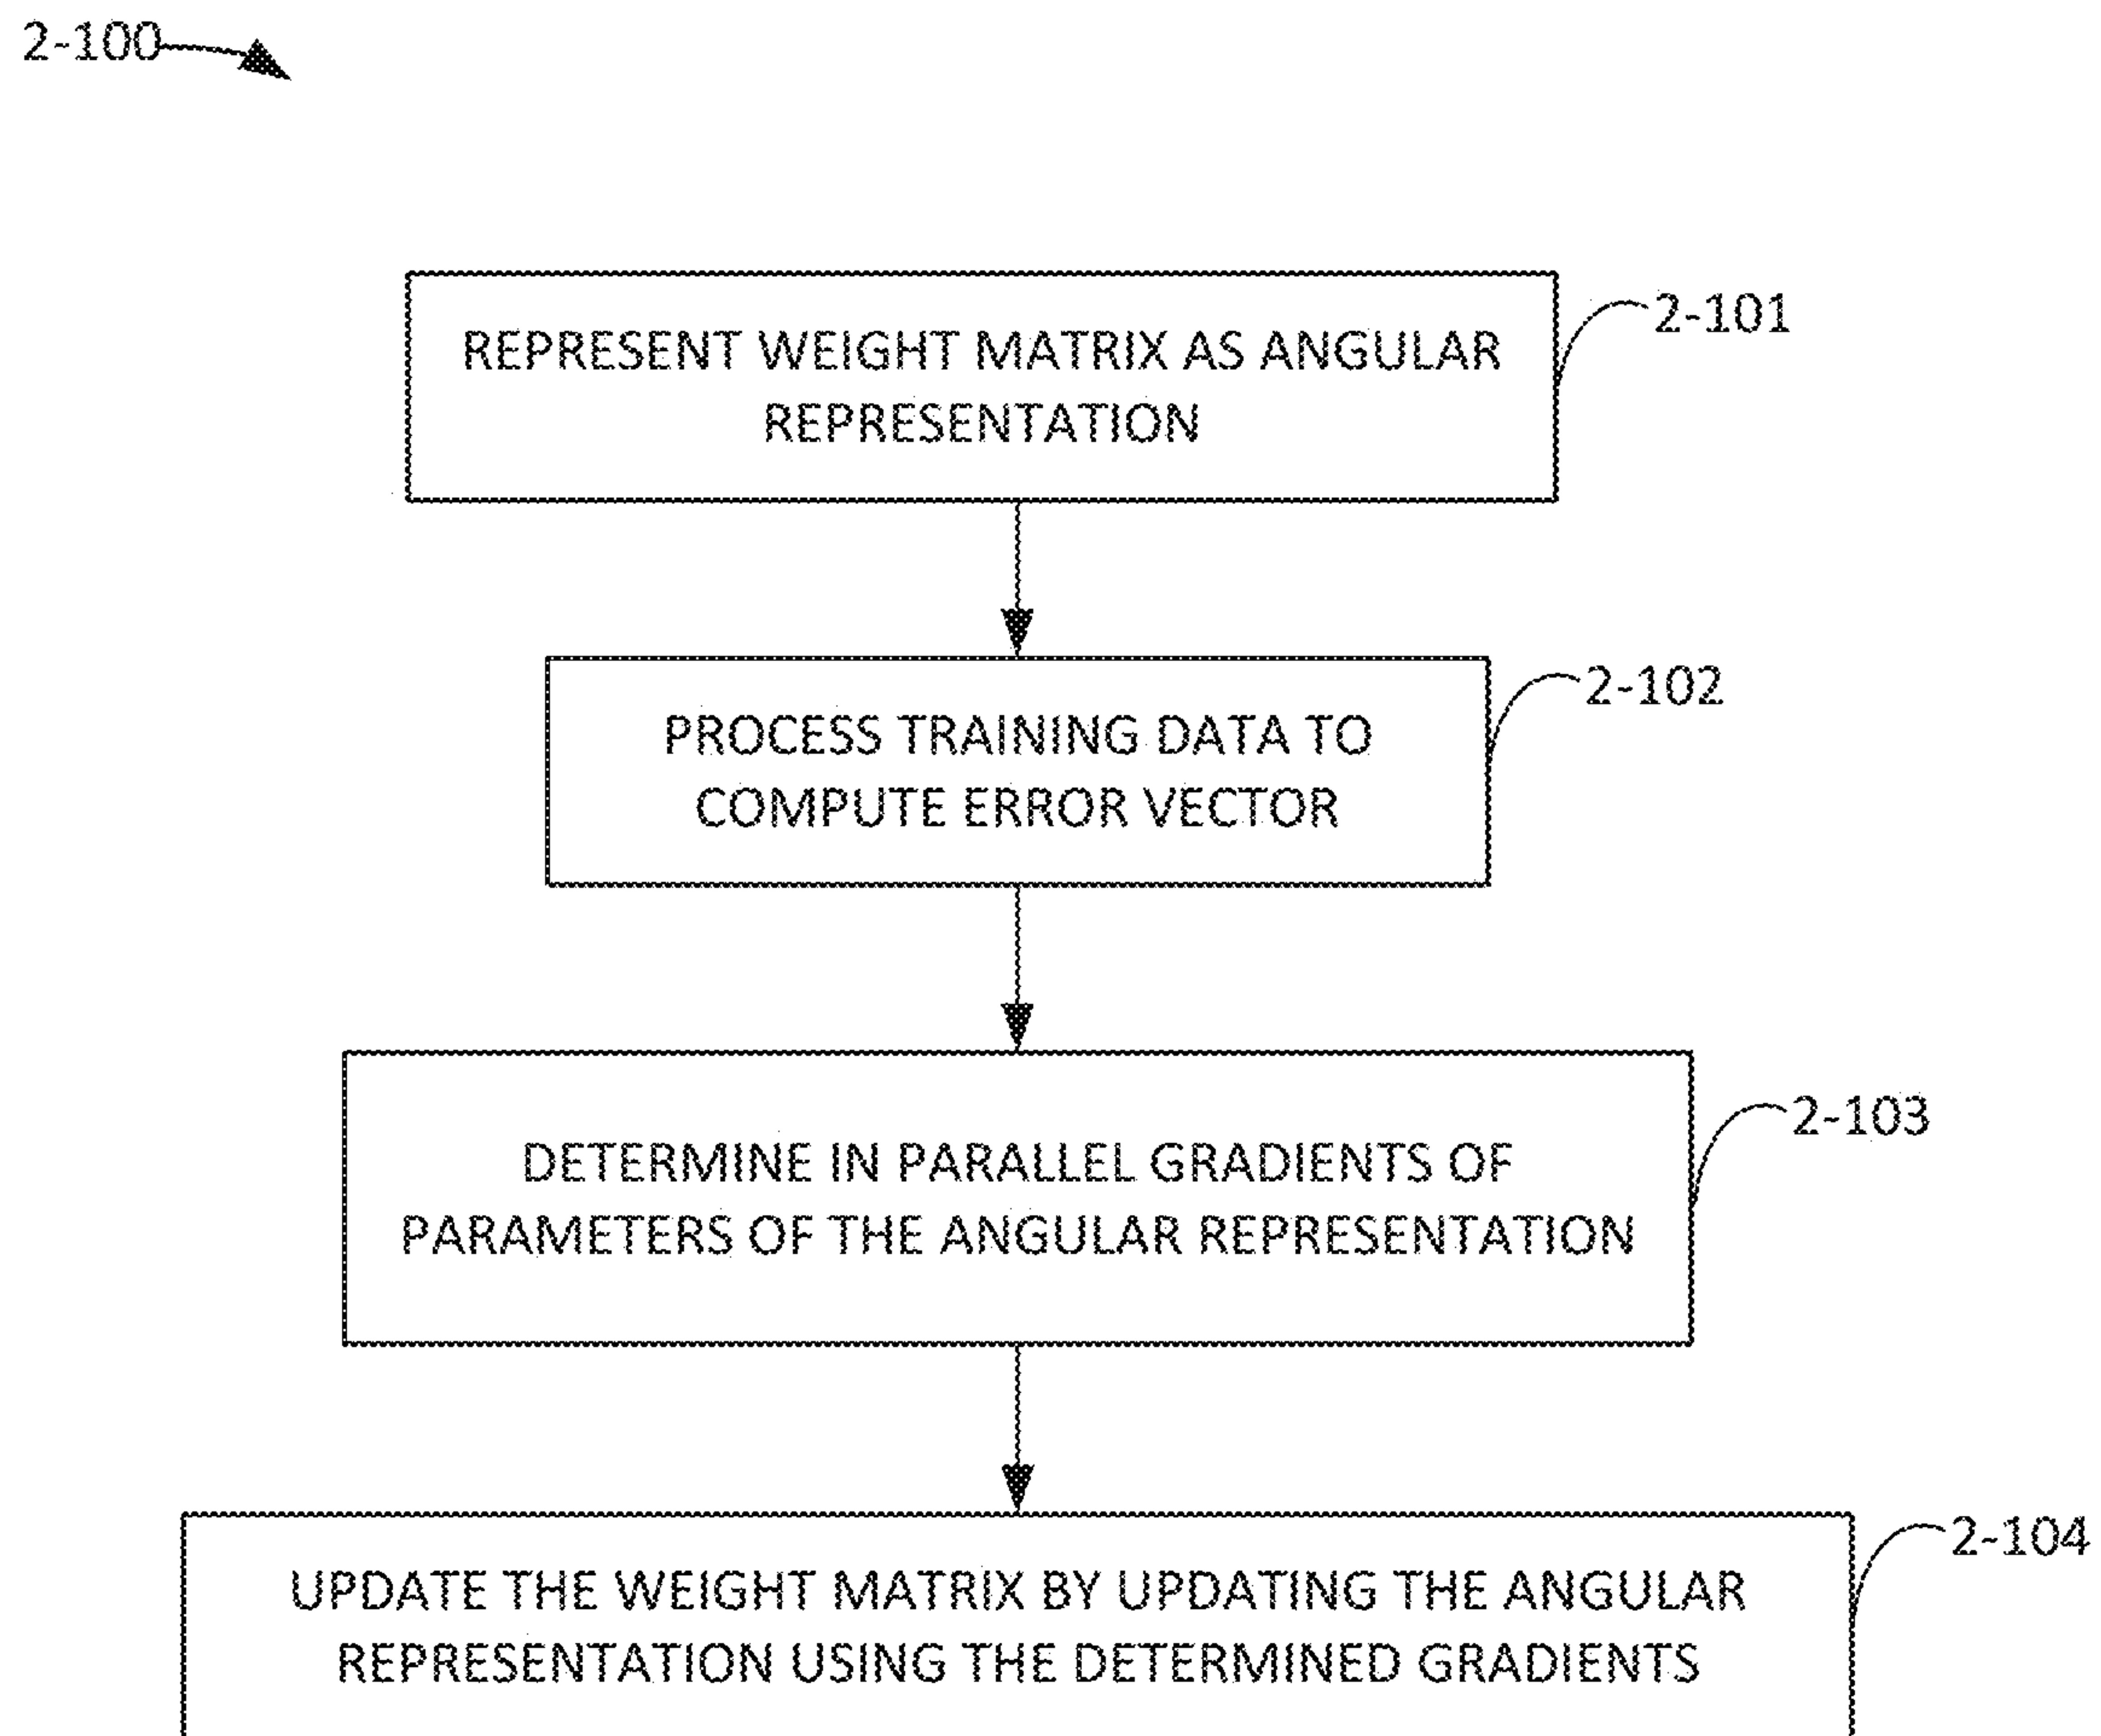 2-100
REPRESENT WEIGHT MATRIX AS ANGULAR
REPRESENTATION
2-101
PROCESS TRAINING DATA TO
COMPUTE ERROR VECTOR
2-102
DETERMINE IN PARALLEL GRADIENTS OF
PARAMETERS OF THE ANGULAR REPRESENTATION
2-103
UPDATE THE WEIGHT MATRIX BY UPDATING THE ANGULAR
REPRESENTATION USING THE DETERMINED GRADIENTS
2-104